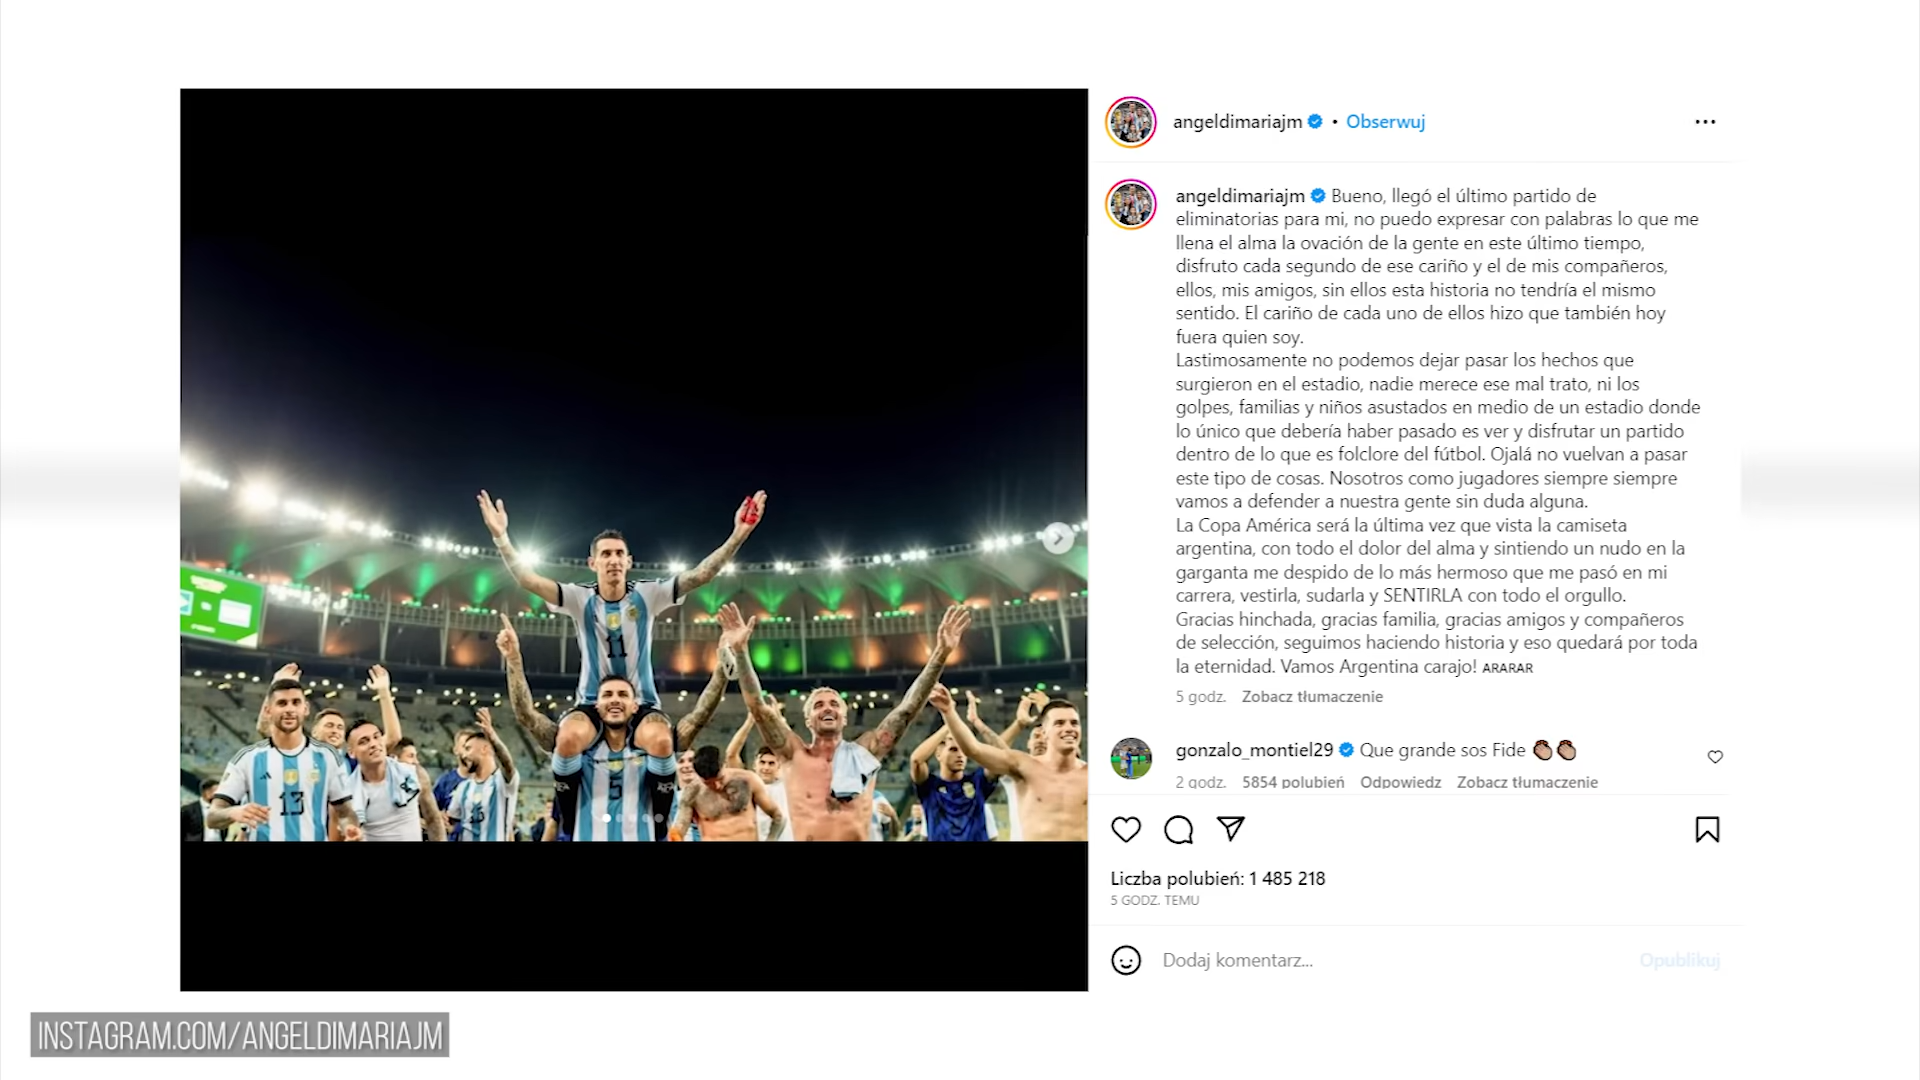 angeldimariajm • Obserwuj
angeldimariajm Bueno, llegó el último partido de
eliminatorias para mi, no puedo expresar con palabras lo que me
llena el alma la ovación de la gente en este último tiempo,
disfruto cada segundo de ese cariño y el de mis compañeros,
ellos, mis amigos, sin ellos esta historia no tendría el mismo
sentido. El cariño de cada uno de ellos hizo que también hoy
fuera quien soy.
Lastimosamente no podemos dejar pasar los hechos que
surgieron en el estadio, nadie merece ese mal trato, ni los
golpes, familias y niños asustados en medio de un estadio donde
lo único que debería haber pasado es ver y disfrutar un partido
dentro de lo que es folclore del fútbol. Ojalá no vuelvan a pasar
este tipo de cosas. Nosotros como jugadores siempre siempre
vamos a defender a nuestra gente sin duda alguna.
La Copa América será la última vez que vista la camiseta
argentina, con todo el dolor del alma y sintiendo un nudo en la
garganta me despido de lo más hermoso que me pasó en mi
carrera, vestirla, sudarla y SENTIRLA con todo el orgullo.
Gracias hinchada, gracias familia, gracias amigos y compañeros
de selección, seguimos haciendo historia y eso quedará por toda
la eternidad. Vamos Argentina carajo! ARARAR
5 godz. Zobacz tłumaczenie
gonzalo_montiel29 Que grande sos Fide 👏🏼👏🏼
2 godz. 5854 polubień Odpowiedz Zobacz tłumaczenie
Liczba polubień: 1 485 218
5 GODZ. TEMU
Dodaj komentarz... Opublikuj
11
13
5
INSTAGRAM.COM/ANGELDIMARIAJM